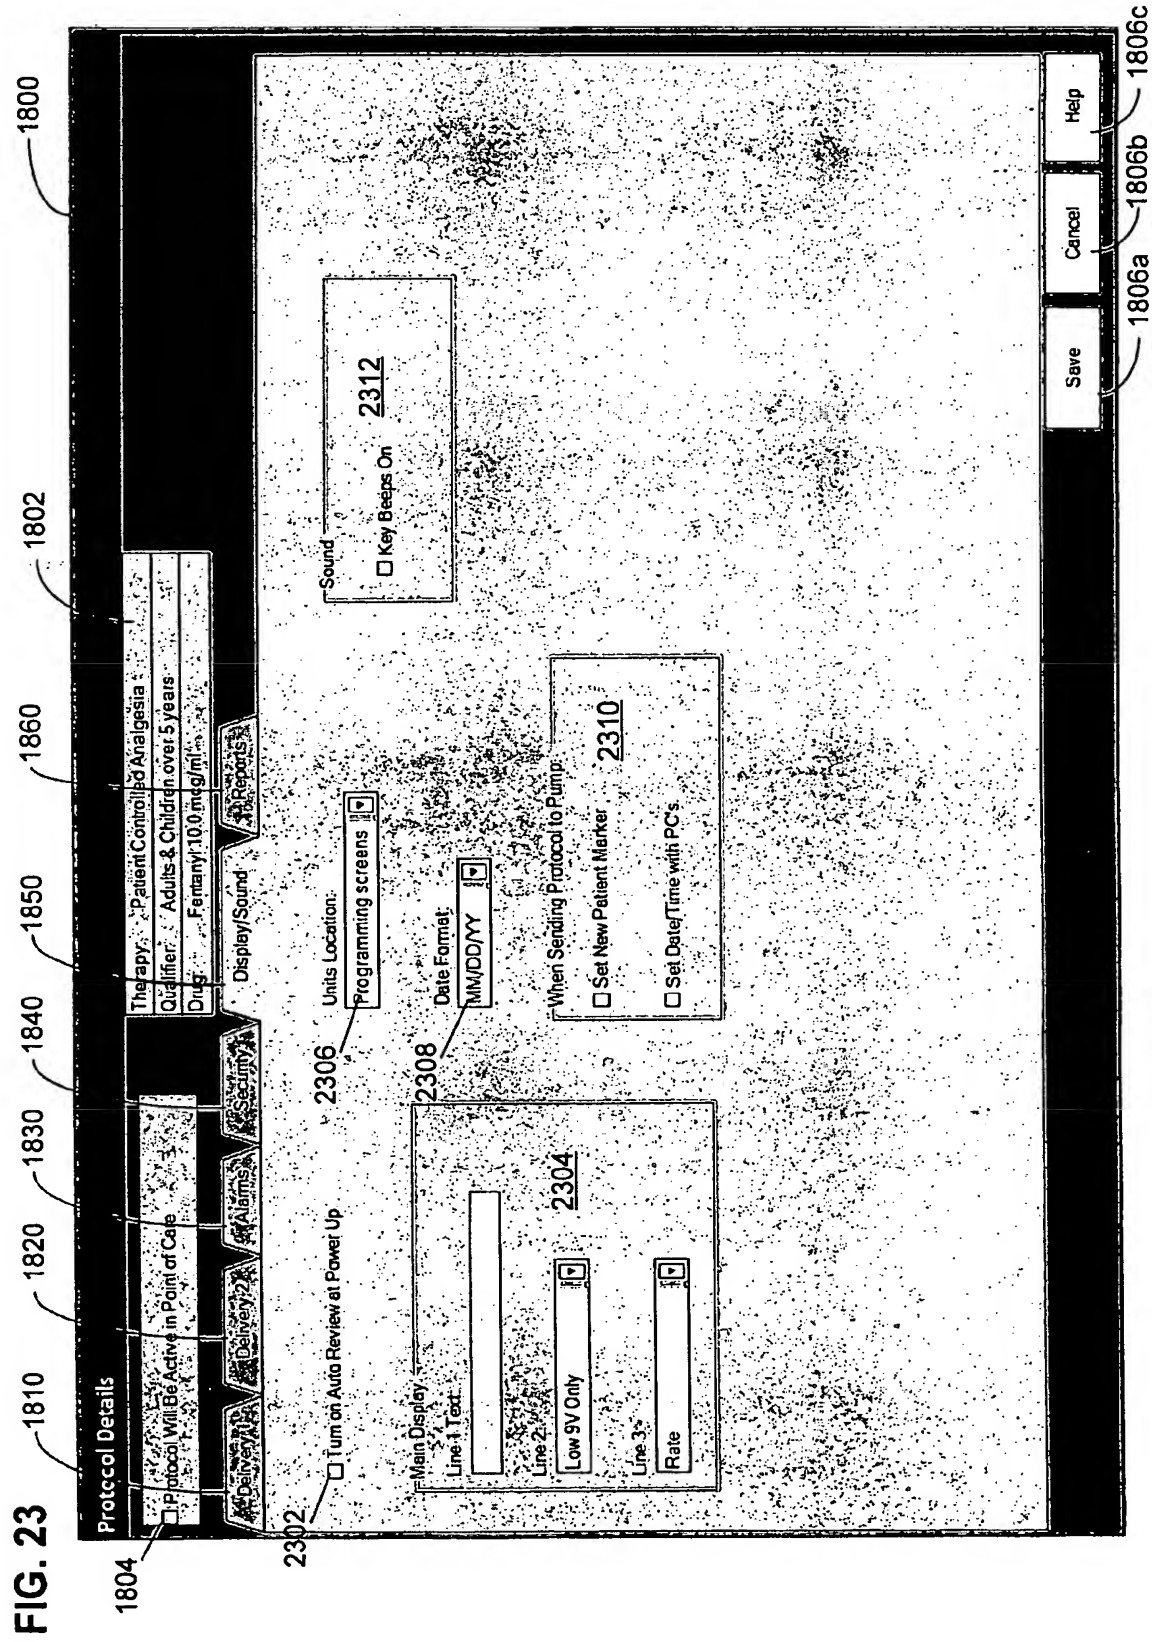 FIG. 23
1800
1802
1804
1810
1820
1830
1840
1850
1860
Protocol Details
Protocol Will Be Active in Point of Care
Therapy: Patient Controlled Analgesia
Qualifier: Adults & Children over 5 years
Drug: Fentanyl 10.0 mcg/ml
Delivery 1
Delivery 2
Alarms
Security
Display/Sound
Reports
2302
Turn on Auto Review at Power Up
Main Display
Line 1 Text:
Line 2:
Low 9V Only
Line 3:
Rate
2304
2306
Units Location:
Programming screens
2308
Date Format:
MM/DD/YY
When Sending Protocol to Pump:
Set New Patient Marker
Set Date/Time with PC's
2310
Sound
Key Beeps On
2312
Save
Cancel
Help
1806a
1806b
1806c